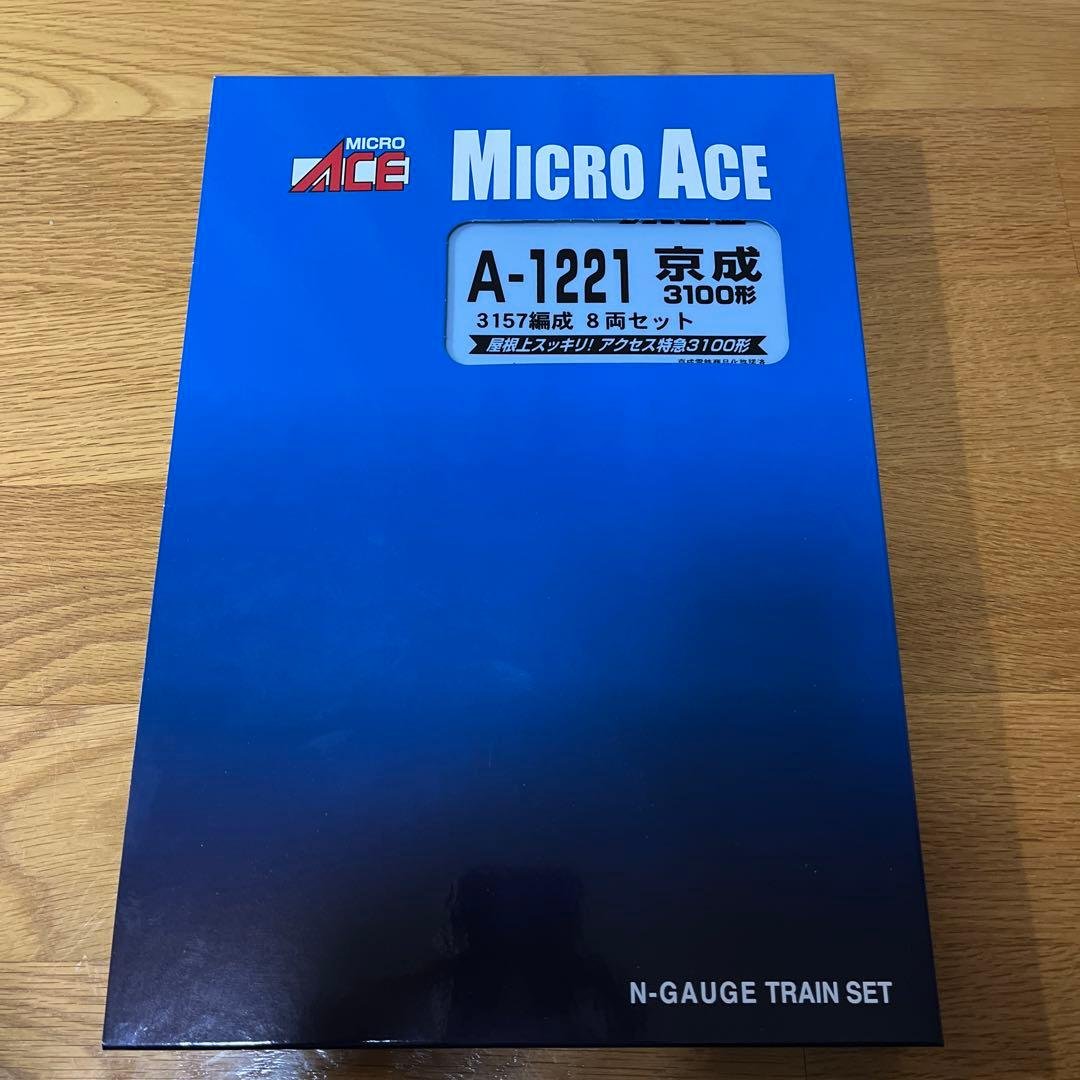 MICRO
ACE
MICRO ACE
A-1221 京成
3100形
3157編成 8両セット
屋根上スッキリ! アクセス特急3100形
N-GAUGE TRAIN SET